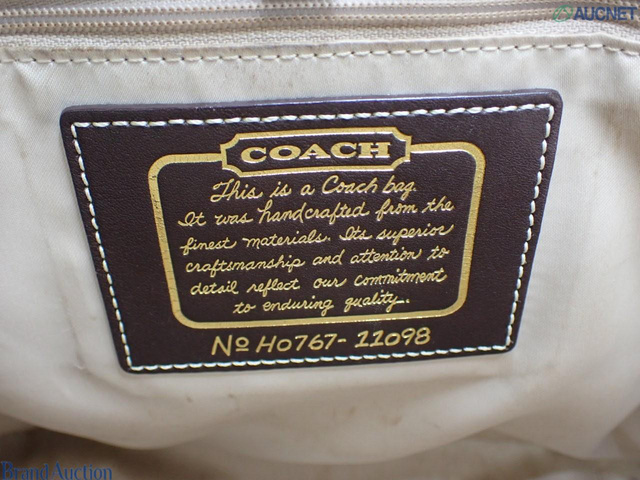 AUCNET
COACH
This is a Coach bag.
It was handcrafted from the
finest materials. Its superior
craftsmanship and attention to
detail reflect our commitment
to enduring quality.
Nº H0767-11098
Brand Auction